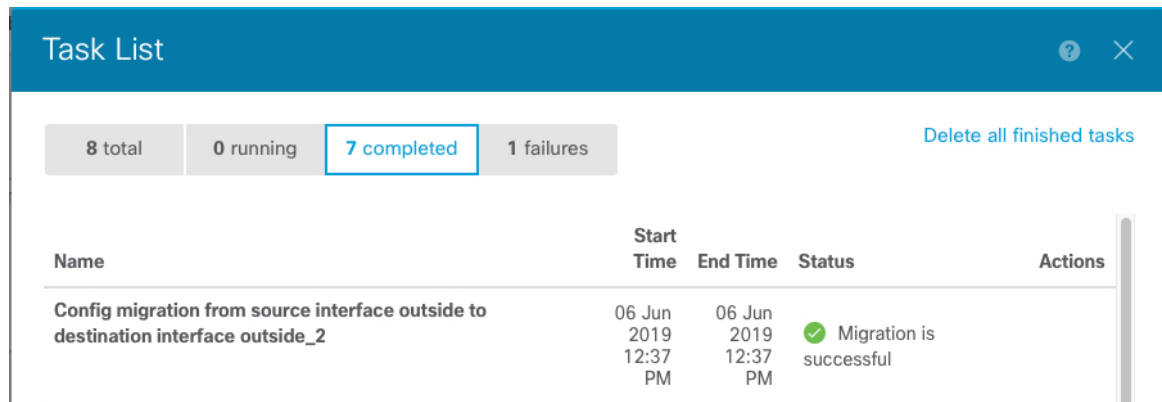 Task List
8 total 0 running 7 completed 1 failures
Delete all finished tasks
Name Start Time End Time Status Actions
Config migration from source interface outside to
destination interface outside_2
06 Jun
2019
12:37
PM
06 Jun
2019
12:37
PM
Migration is
successful